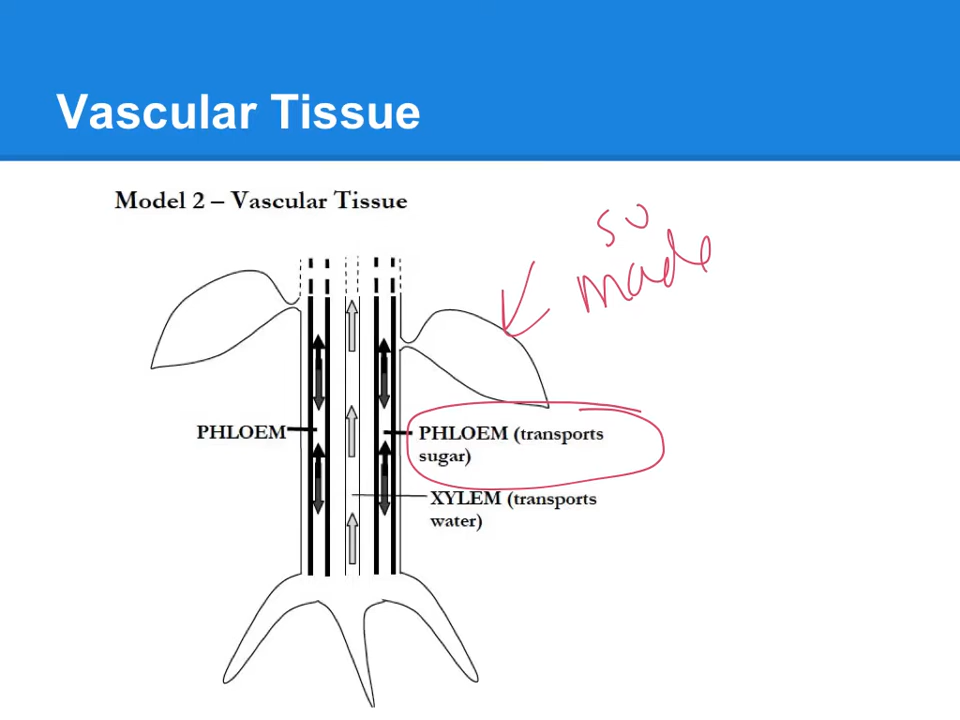 Vascular Tissue
Model 2 – Vascular Tissue
su
made
PHLOEM
PHLOEM (transports
sugar)
XYLEM (transports
water)